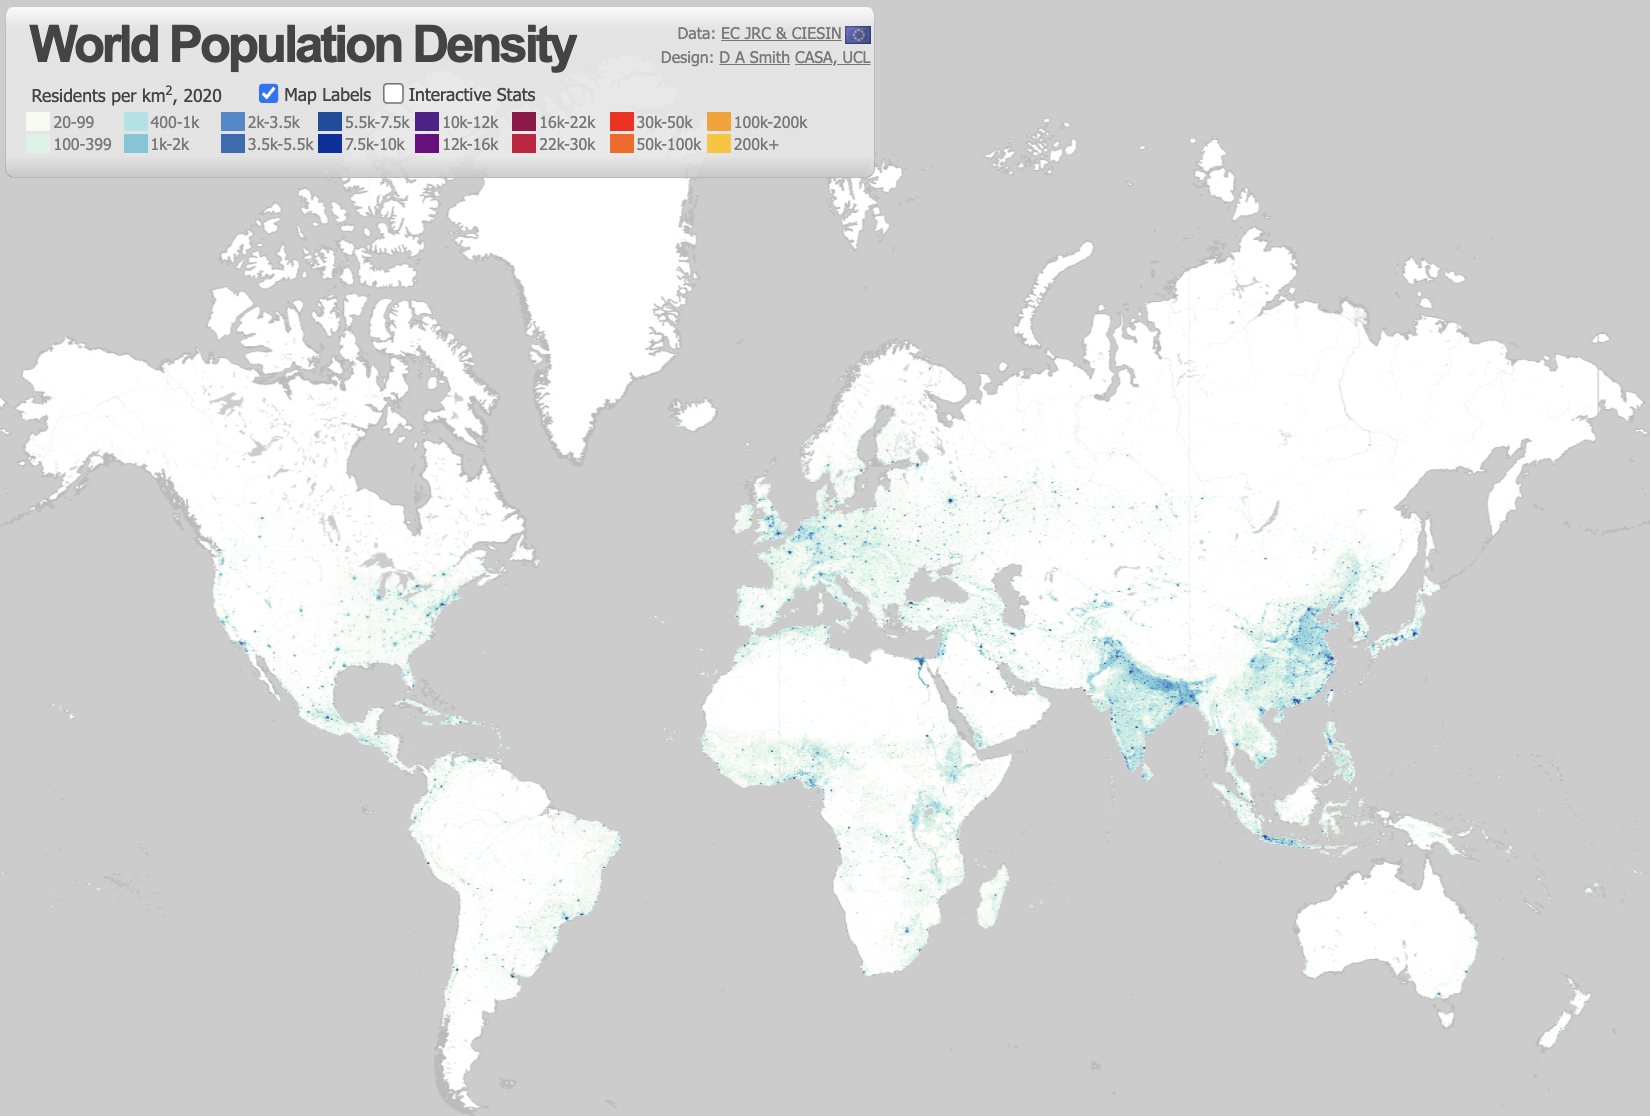 World Population Density
Data: EC JRC & CIESIN
Design: D A Smith CASA, UCL
Residents per km², 2020
Map Labels
Interactive Stats
20-99 400-1k 2k-3.5k 5.5k-7.5k 10k-12k 16k-22k 30k-50k 100k-200k
100-399 1k-2k 3.5k-5.5k 7.5k-10k 12k-16k 22k-30k 50k-100k 200k+